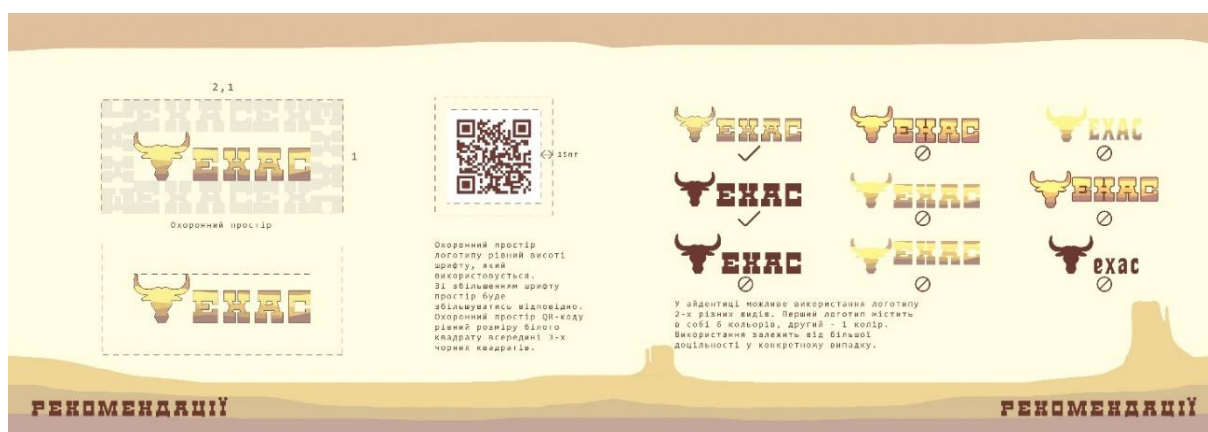 2,1
ЕХАС
1
Охоронний простір
ЕХАС
15пт
Охоронний простір
логотипу рівний висоті
шрифту, який
використовується.
Зі збільшенням шрифту
простір буде
збільшуватись відповідно.
Охоронний простір QR-коду
рівний розміру білого
квадрату всередині 3-х
чорних квадратів.
ЕХАС
ЕХАС
ЕХАС
ЕХАС
ЕХАС
ЕХАС
ЕХАС
ЕХАС
ехас
У айдентиці можливе використання логотипу
2-х різних видів. Перший логотип містить
в собі 6 кольорів, другий - 1 колір.
Використання залежить від більшої
доцільності у конкретному випадку.
РЕКОМЕНДАЦІЇ
РЕКОМЕНДАЦІЇ